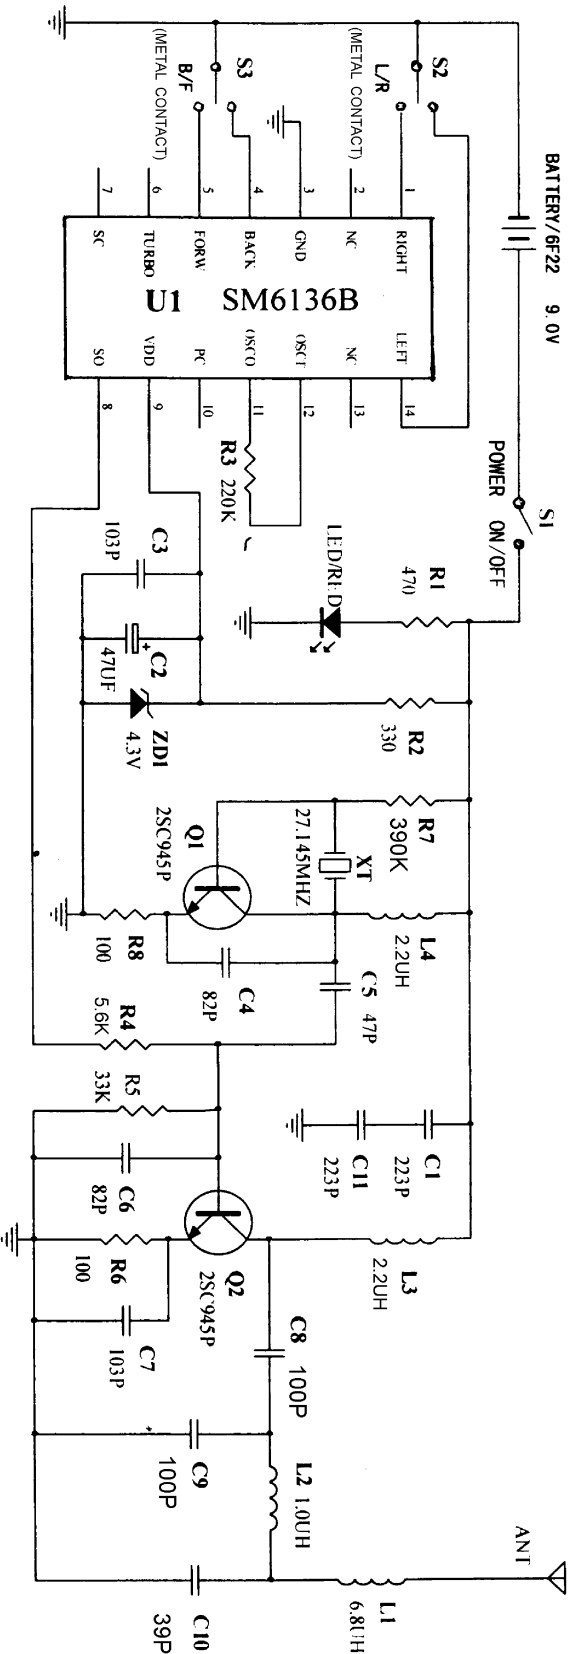 BATTERY/6F22 9.0V
S1
POWER ON/OFF
S2
L/R
(METAL CONTACT)
S3
B/F
(METAL CONTACT)
1
2
3
4
5
6
7
RIGHT
NC
GND
BACK
FORW
TURBO
SC
U1 SM6136B
LEFT
NC
OSCI
OSCO
PC
VDD
SO
14
13
12
11
10
9
8
R3
220K
R1
470
LED/RED
C3
103P
C2
47UF
+
ZD1
4.3V
R2
330
R7
390K
XT
27.145MHZ
Q1
2SC945P
L4
2.2UH
R8
100
C4
82P
C5 47P
R4
5.6K
R5
33K
C1
223P
C11
223P
C6
82P
L3
2.2UH
Q2
2SC945P
R6
100
C7
103P
C8
100P
C9
100P
L2 1.0UH
C10
39P
L1
6.8UH
ANT